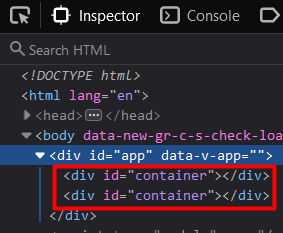 Inspector
Console
Search HTML
<!DOCTYPE html>
<html lang="en">
<head> ••• </head>
<body data-new-gr-c-s-check-loa
<div id="app" data-v-app="">
<div id="container"></div>
<div id="container"></div>
</div>